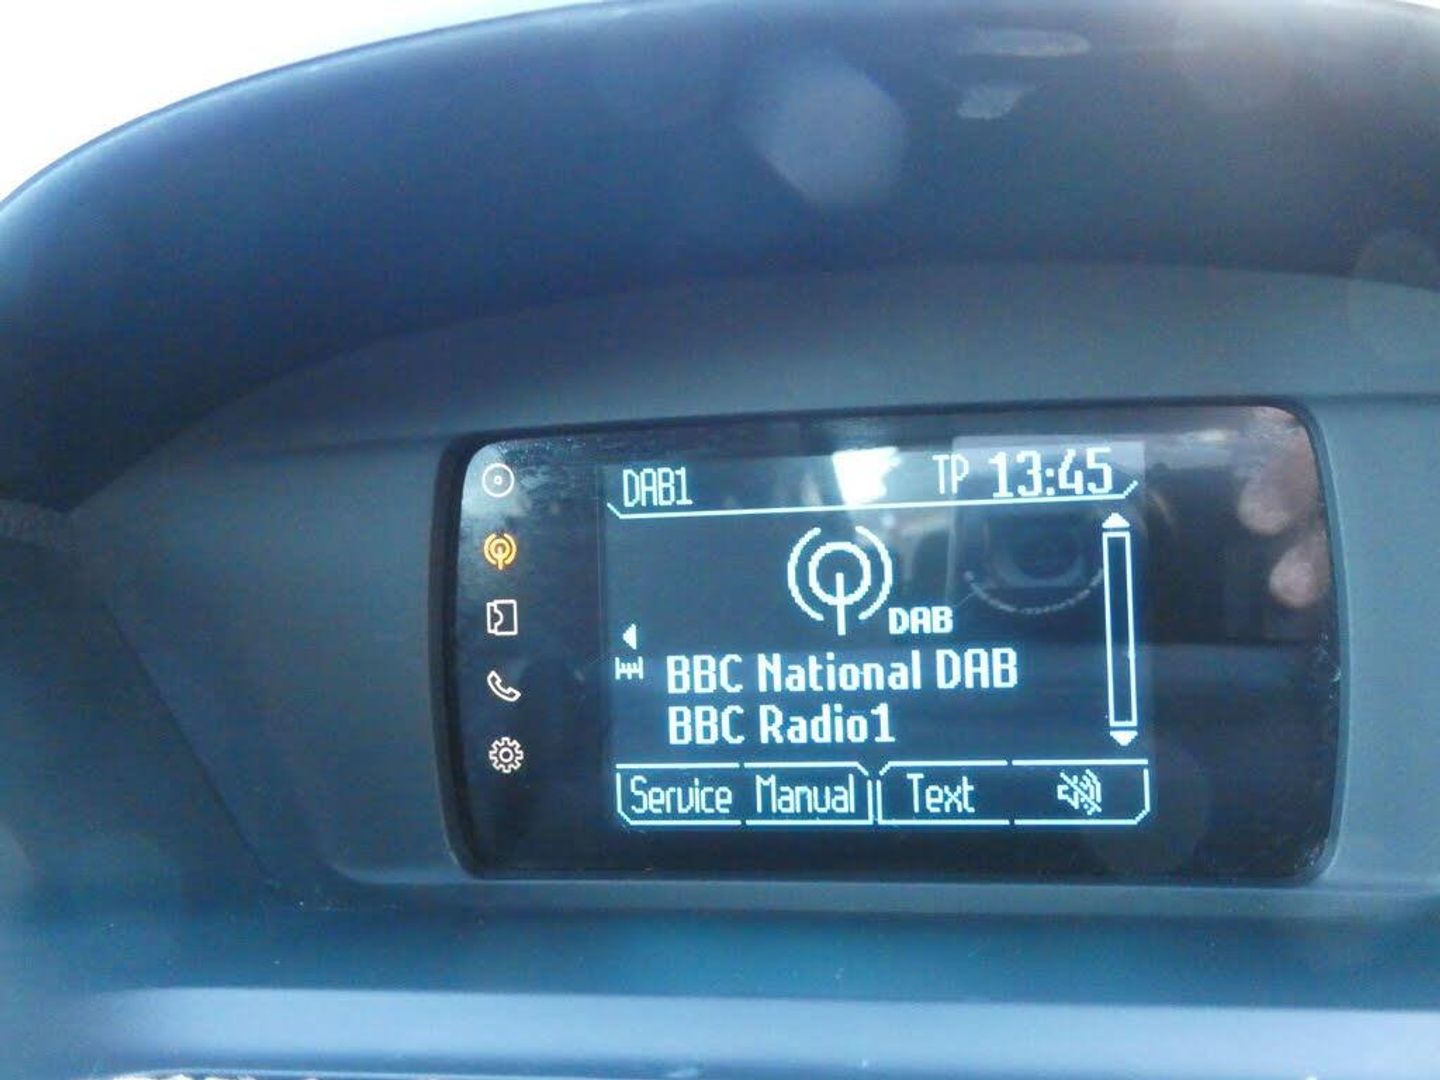 DAB1 TP 13:45
DAB
BBC National DAB
BBC Radio1
Service Manual Text